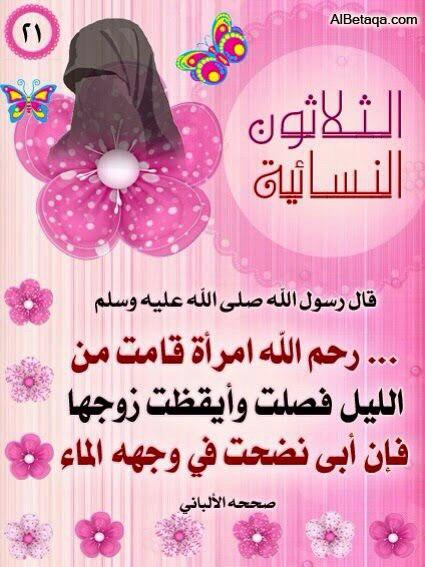 AlBetaqa.com
٢١
الثلاثون
النسائية
قال رسول الله صلى الله عليه وسلم
... رحم الله امرأة قامت من
الليل فصلت وأيقظت زوجها
فإن أبى نضحت في وجهه الماء
صححه الألباني